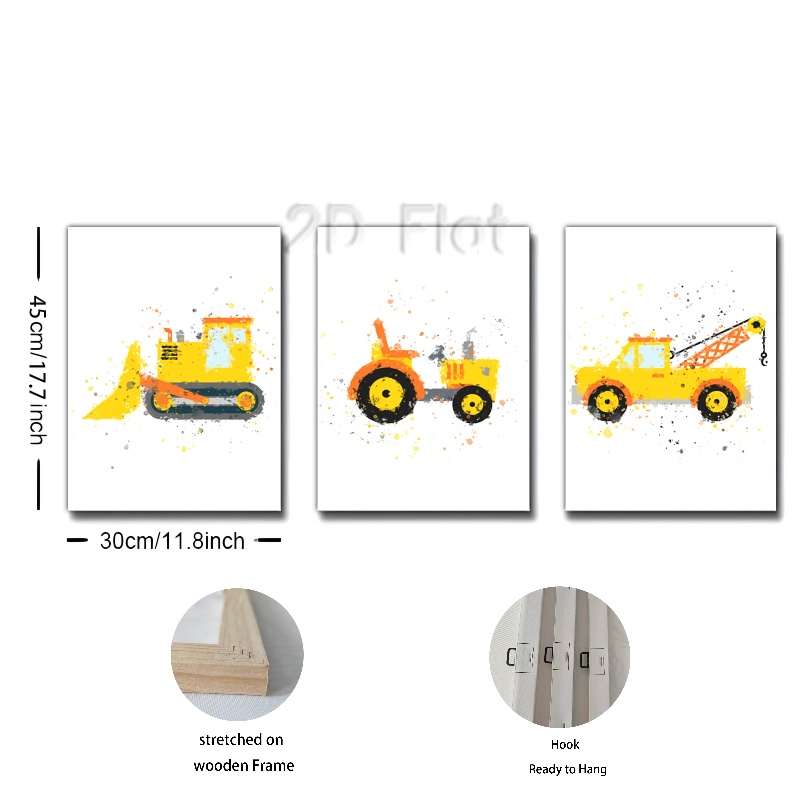 2D Flat
45cm/17.7inch
30cm/11.8inch
stretched on
wooden Frame
Hook
Ready to Hang